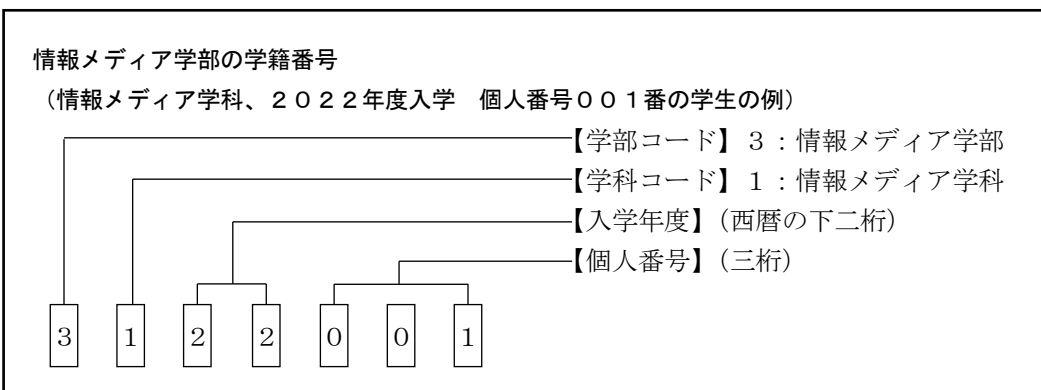 情報メディア学部の学籍番号
（情報メディア学科、２０２２年度入学　個人番号００１番の学生の例）
【学部コード】３：情報メディア学部
【学科コード】１：情報メディア学科
【入学年度】（西暦の下二桁）
【個人番号】（三桁）
３ １ ２ ２ ０ ０ １